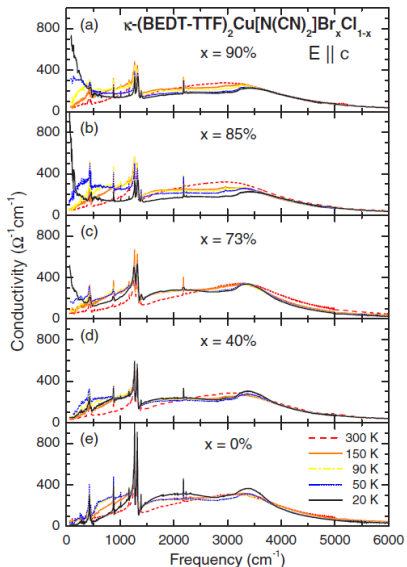 κ-(BEDT-TTF)₂Cu[N(CN)₂]BrₓCl₁₋ₓ
(a) x = 90% E || c
800
400
0
(b) x = 85%
800
400
0
(c) x = 73%
800
400
0
(d) x = 40%
800
400
0
(e) x = 0%
800
400
0
300 K
150 K
90 K
50 K
20 K
0 1000 2000 3000 4000 5000 6000
Frequency (cm⁻¹)
Conductivity (Ω⁻¹cm⁻¹)